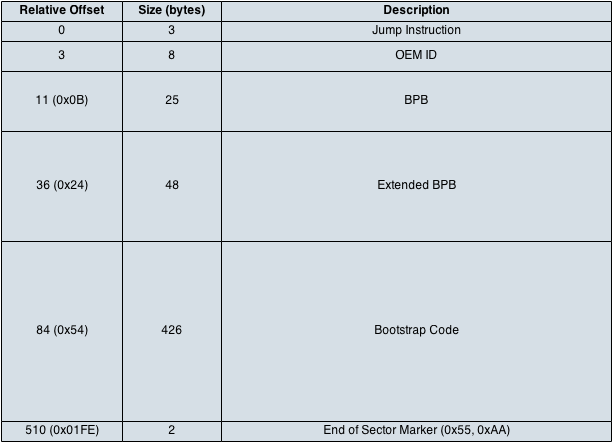 Relative Offset Size (bytes) Description
0 3 Jump Instruction
3 8 OEM ID
11 (0x0B) 25 BPB
36 (0x24) 48 Extended BPB
84 (0x54) 426 Bootstrap Code
510 (0x01FE) 2 End of Sector Marker (0x55, 0xAA)